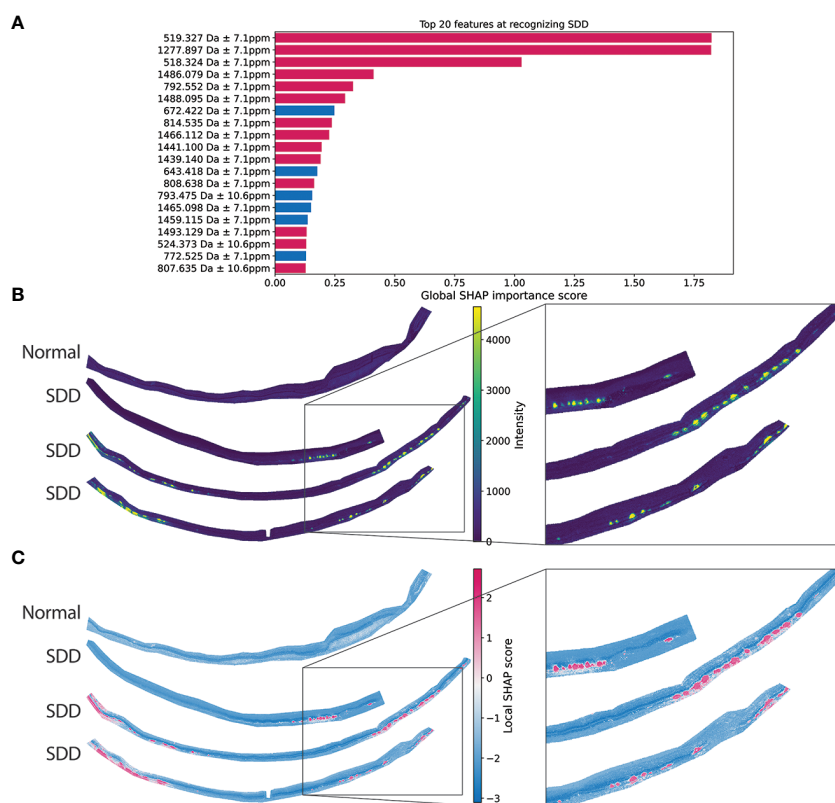 A
Top 20 features at recognizing SDD
519.327 Da ± 7.1ppm
1277.897 Da ± 7.1ppm
518.324 Da ± 7.1ppm
1486.079 Da ± 7.1ppm
792.552 Da ± 7.1ppm
1488.095 Da ± 7.1ppm
672.422 Da ± 7.1ppm
814.535 Da ± 7.1ppm
1466.112 Da ± 7.1ppm
1441.100 Da ± 7.1ppm
1439.140 Da ± 7.1ppm
643.418 Da ± 7.1ppm
808.638 Da ± 7.1ppm
793.475 Da ± 10.6ppm
1465.098 Da ± 7.1ppm
1459.115 Da ± 7.1ppm
1493.129 Da ± 7.1ppm
524.373 Da ± 10.6ppm
772.525 Da ± 7.1ppm
807.635 Da ± 10.6ppm
0.00 0.25 0.50 0.75 1.00 1.25 1.50 1.75
Global SHAP importance score
B
Normal
SDD
SDD
SDD
4000
3000
2000
1000
0
Intensity
C
Normal
SDD
SDD
SDD
2
1
0
−1
−2
−3
Local SHAP score